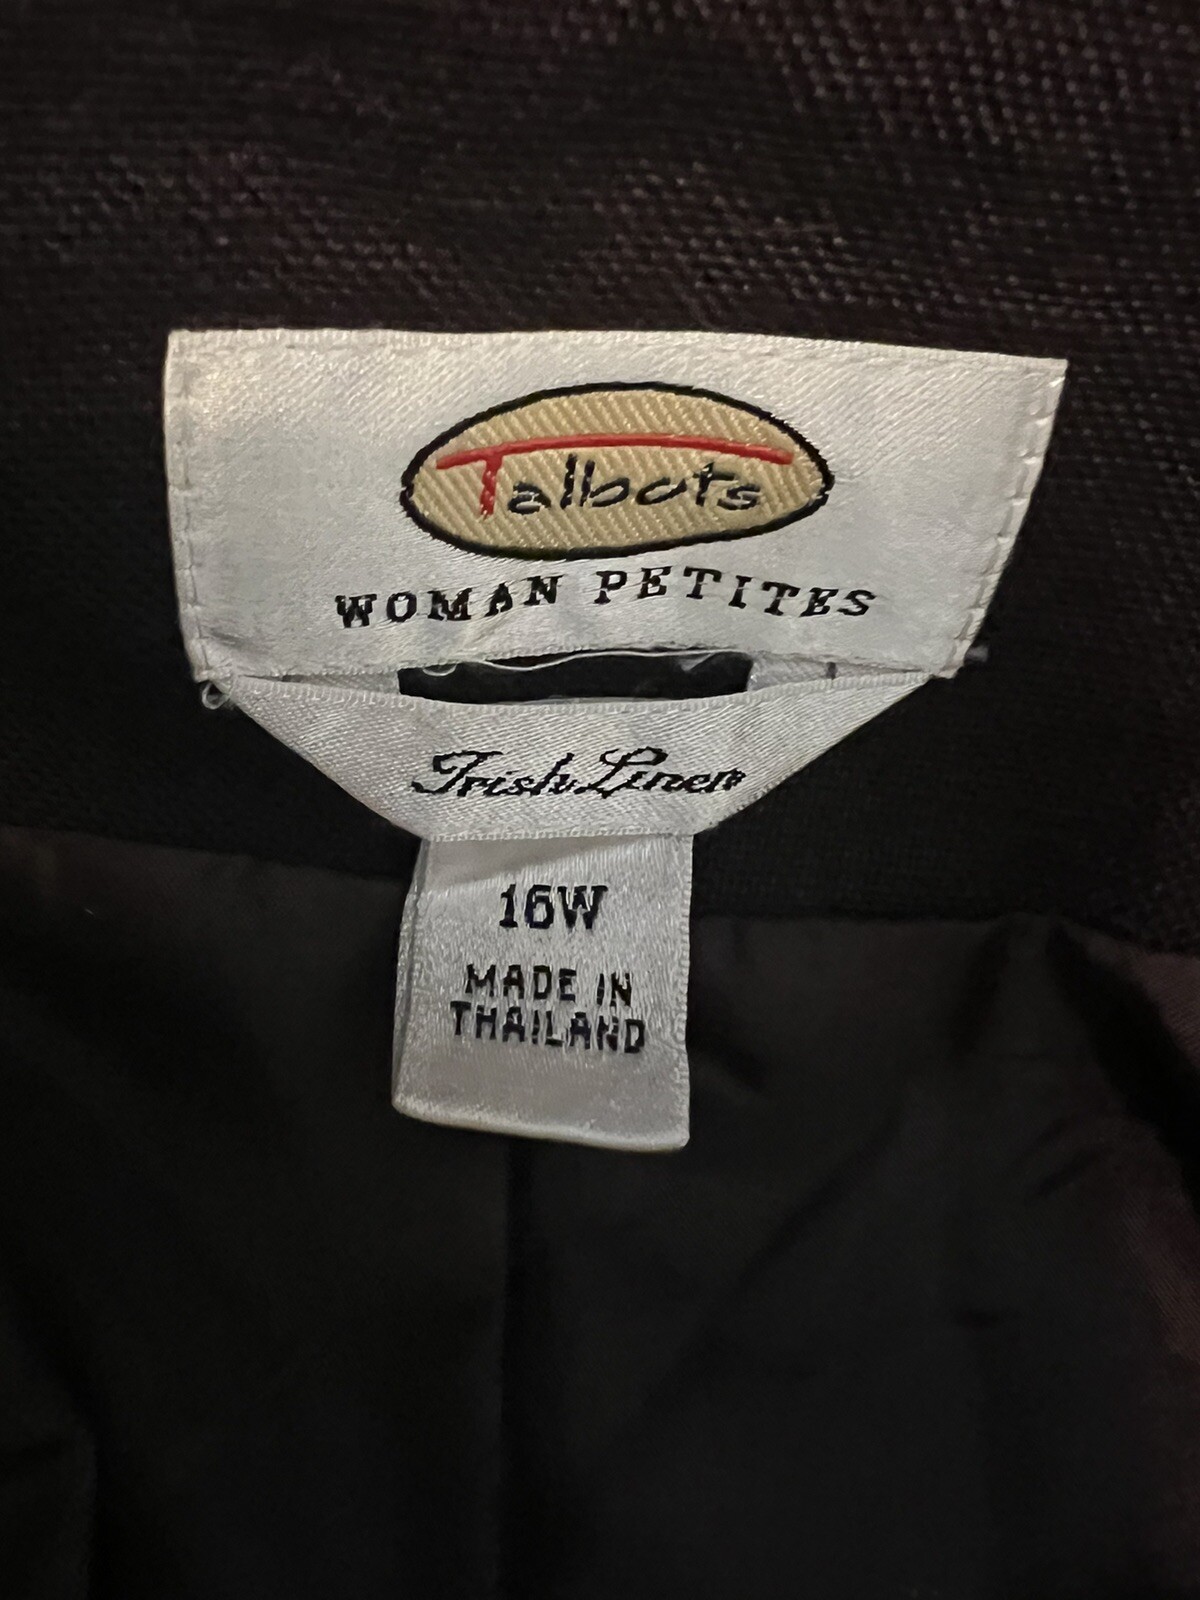 Talbots
WOMAN PETITES
Irish Linen
16W
MADE IN
THAILAND